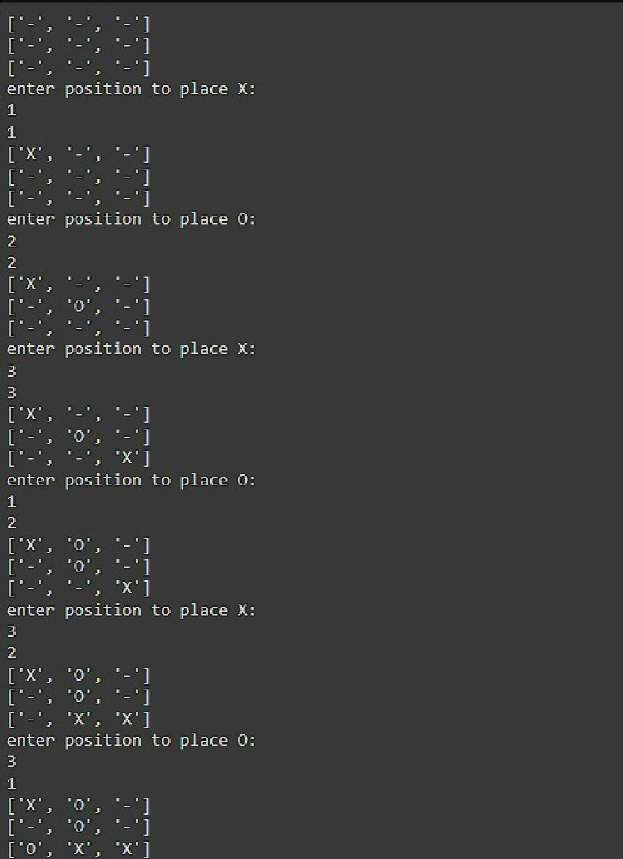 ['-', '-', '-']
['-', '-', '-']
['-', '-', '-']
enter position to place X:
1
1
['X', '-', '-']
['-', '-', '-']
['-', '-', '-']
enter position to place O:
2
2
['X', '-', '-']
['-', 'O', '-']
['-', '-', '-']
enter position to place X:
3
3
['X', '-', '-']
['-', 'O', '-']
['-', '-', 'X']
enter position to place O:
1
2
['X', 'O', '-']
['-', 'O', '-']
['-', '-', 'X']
enter position to place X:
3
2
['X', 'O', '-']
['-', 'O', '-']
['-', 'X', 'X']
enter position to place O:
3
1
['X', 'O', '-']
['-', 'O', '-']
['O', 'X', 'X']